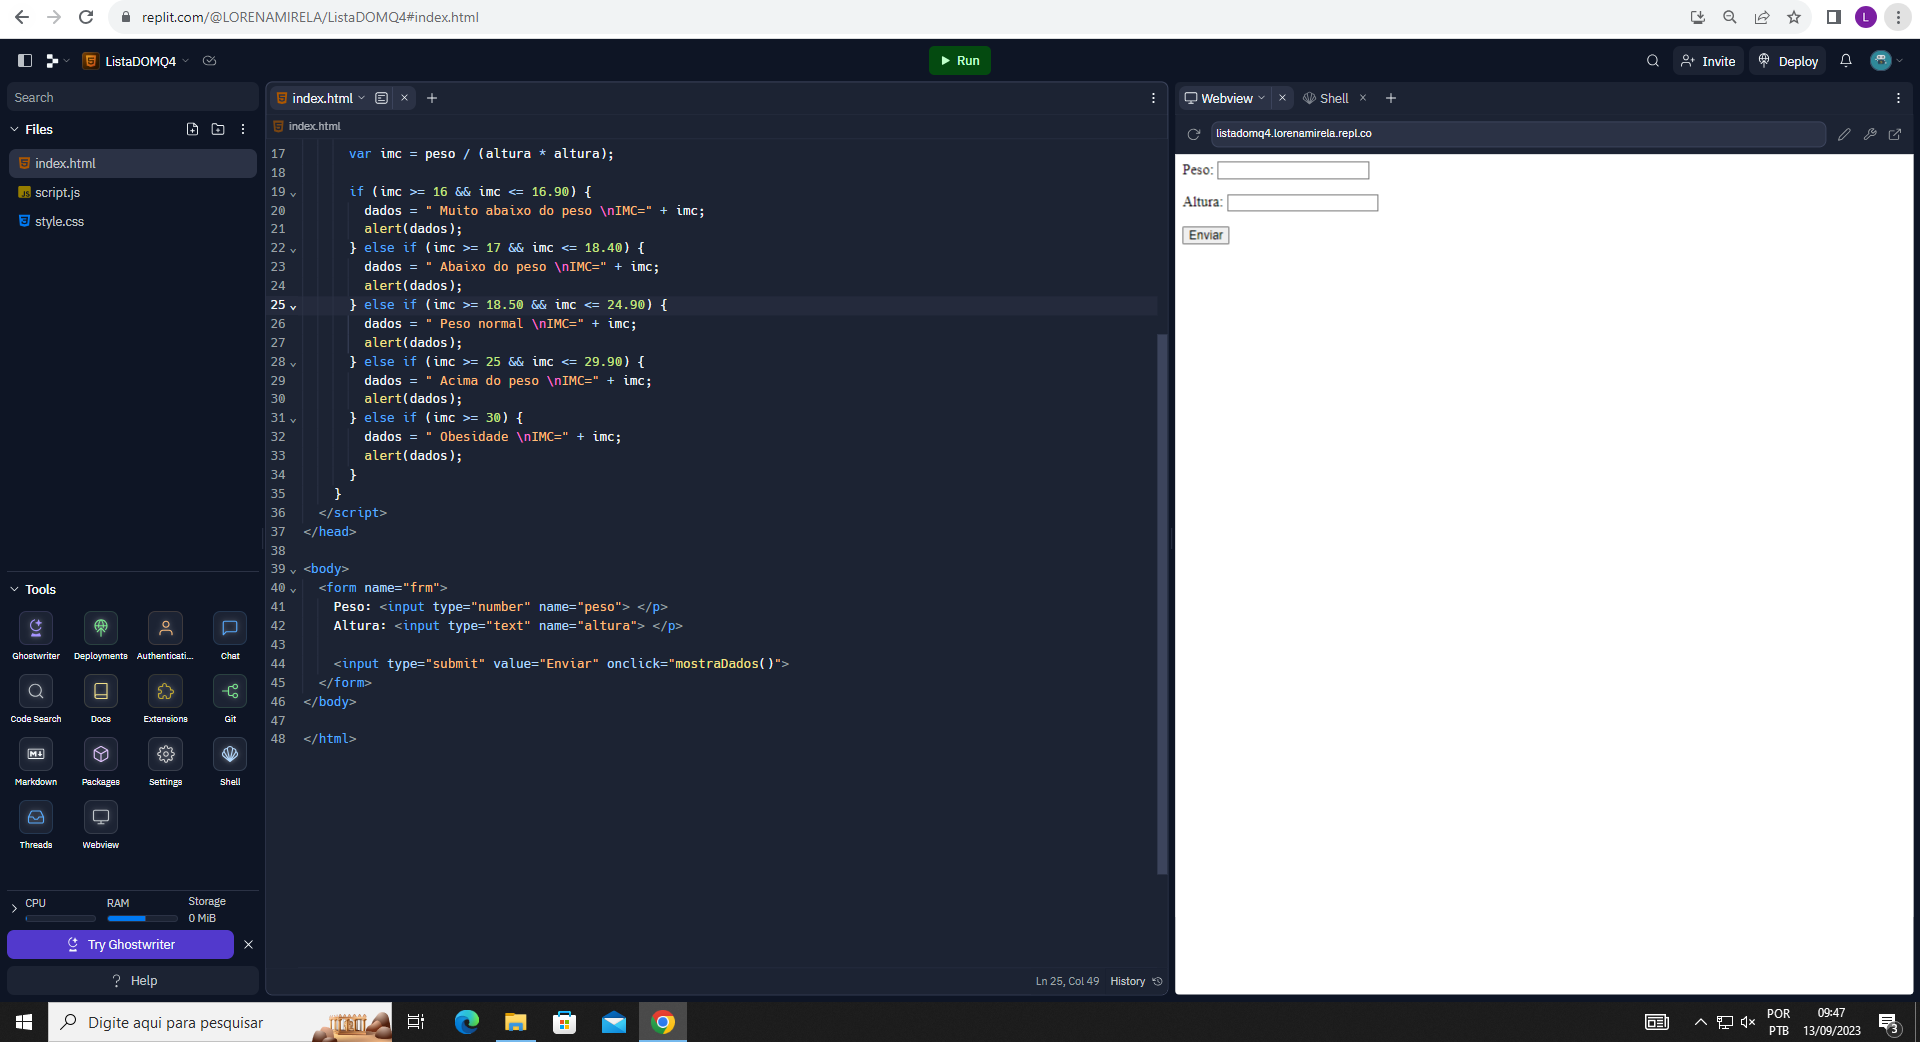 replit.com/@LORENAMIRELA/ListaDOMQ4#index.html
L
ListaDOMQ4
Run
Invite
Deploy
Search
Files
index.html
script.js
style.css
Tools
Ghostwriter
Deployments
Authenticati...
Chat
Code Search
Docs
Extensions
Git
Markdown
Packages
Settings
Shell
Threads
Webview
CPU
RAM
Storage
0 MiB
Try Ghostwriter
? Help
index.html
index.html
17 var imc = peso / (altura * altura);
18
19 if (imc >= 16 && imc <= 16.90) {
20 dados = " Muito abaixo do peso \nIMC=" + imc;
21 alert(dados);
22 } else if (imc >= 17 && imc <= 18.40) {
23 dados = " Abaixo do peso \nIMC=" + imc;
24 alert(dados);
25 } else if (imc >= 18.50 && imc <= 24.90) {
26 dados = " Peso normal \nIMC=" + imc;
27 alert(dados);
28 } else if (imc >= 25 && imc <= 29.90) {
29 dados = " Acima do peso \nIMC=" + imc;
30 alert(dados);
31 } else if (imc >= 30) {
32 dados = " Obesidade \nIMC=" + imc;
33 alert(dados);
34 }
35 }
36 </script>
37 </head>
38
39 <body>
40 <form name="frm">
41 Peso: <input type="number" name="peso"> </p>
42 Altura: <input type="text" name="altura"> </p>
43
44 <input type="submit" value="Enviar" onclick="mostraDados()">
45 </form>
46 </body>
47
48 </html>
Ln 25, Col 49 History
Webview
Shell
listadomq4.lorenamirela.repl.co
Peso:
Altura:
Enviar
Digite aqui para pesquisar
POR
PTB
09:47
13/09/2023
3